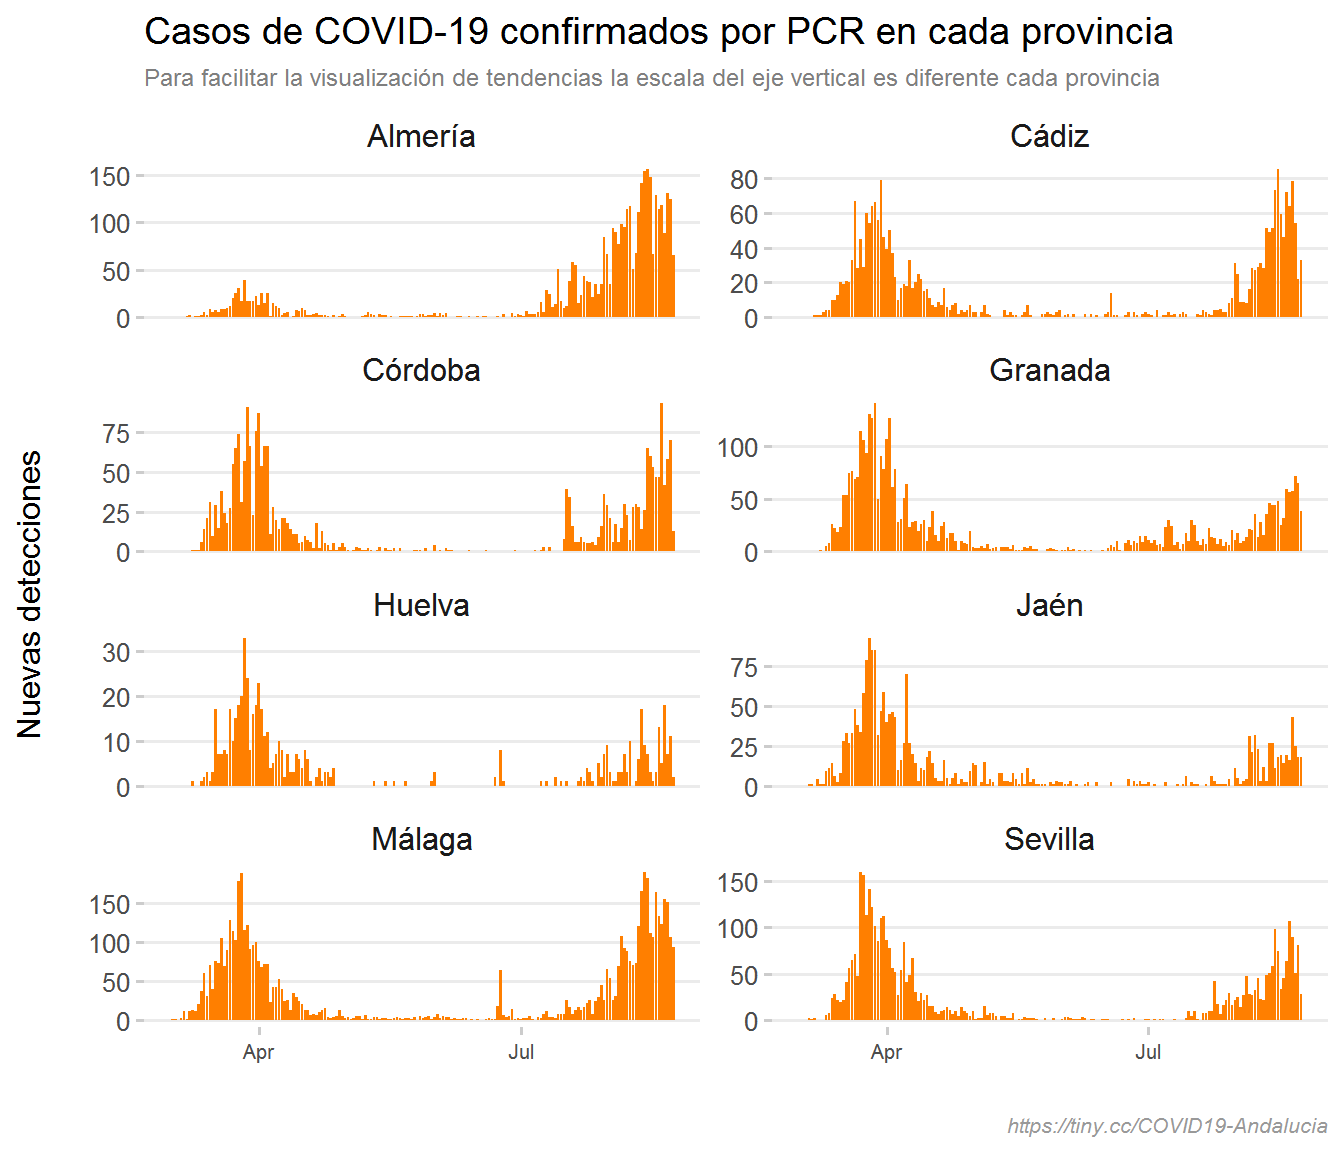 Casos de COVID-19 confirmados por PCR en cada provincia
Para facilitar la visualización de tendencias la escala del eje vertical es diferente cada provincia
Nuevas detecciones
Almería
150
100
50
0
Cádiz
80
60
40
20
0
Córdoba
75
50
25
0
Granada
100
50
0
Huelva
30
20
10
0
Jaén
75
50
25
0
Málaga
150
100
50
0
Apr Jul
Sevilla
150
100
50
0
Apr Jul
https://tiny.cc/COVID19-Andalucia